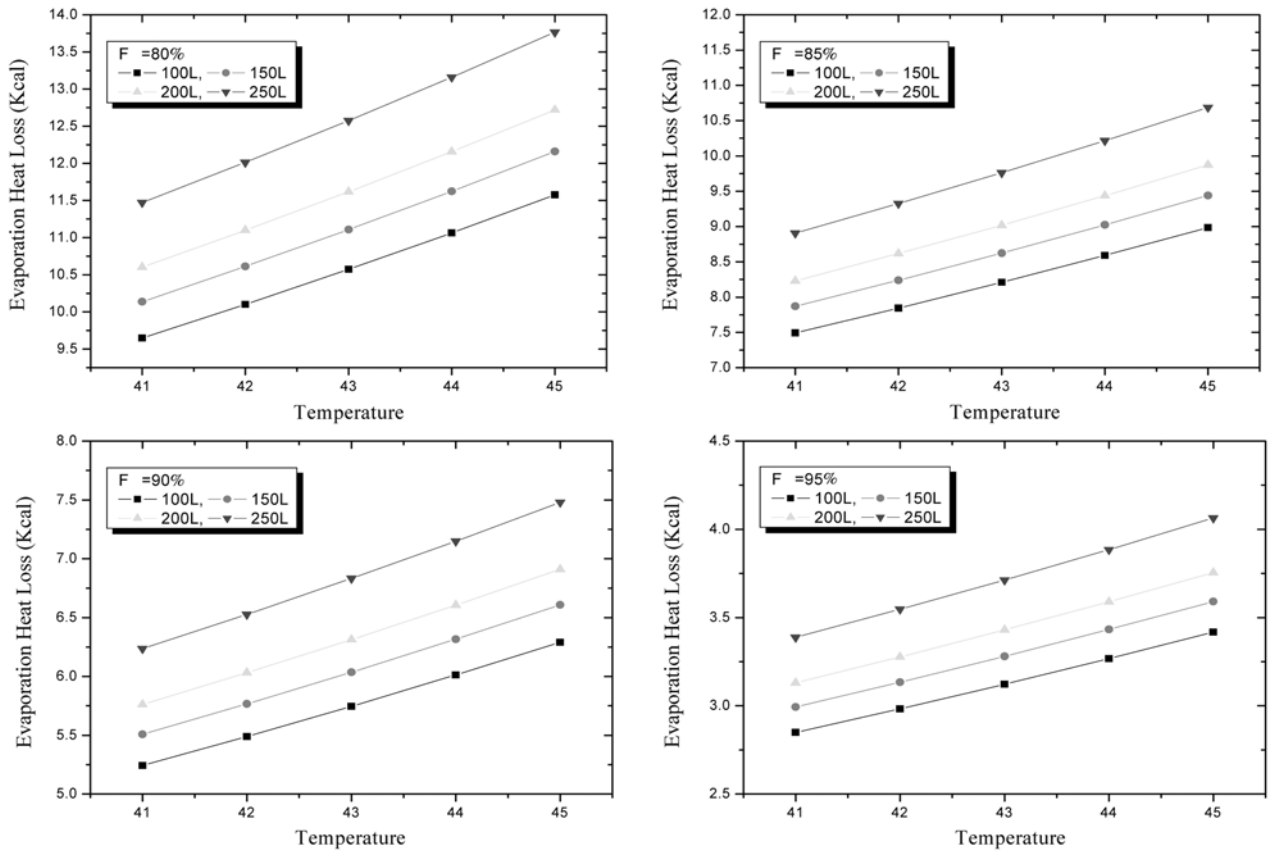 Evaporation Heat Loss (Kcal)
14.0
13.5
13.0
12.5
12.0
11.5
11.0
10.5
10.0
9.5
F =80%
100L, 150L
200L, 250L
41 42 43 44 45
Temperature
Evaporation Heat Loss (Kcal)
12.0
11.5
11.0
10.5
10.0
9.5
9.0
8.5
8.0
7.5
7.0
F =85%
100L, 150L
200L, 250L
41 42 43 44 45
Temperature
Evaporation Heat Loss (Kcal)
8.0
7.5
7.0
6.5
6.0
5.5
5.0
F =90%
100L, 150L
200L, 250L
41 42 43 44 45
Temperature
Evaporation Heat Loss (Kcal)
4.5
4.0
3.5
3.0
2.5
F =95%
100L, 150L
200L, 250L
41 42 43 44 45
Temperature